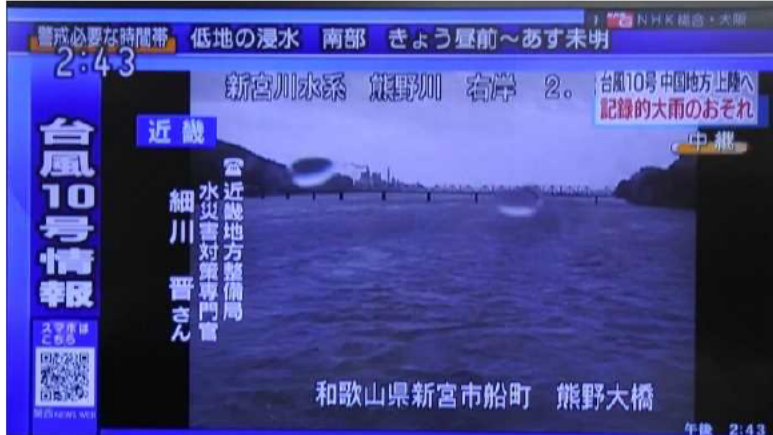 NHK総合・大阪
警戒必要な時間帯 低地の浸水 南部 きょう昼前～あす未明
2:43
新宮川水系 熊野川 右岸 2.
台風10号 中国地方 上陸へ
記録的大雨のおそれ
中継
近畿
台風10号情報
☎近畿地方整備局
水災害対策専門官
細川 晋さん
スマホは
こちら
関西 NEWS WEB
和歌山県新宮市船町 熊野大橋
午後 2:43